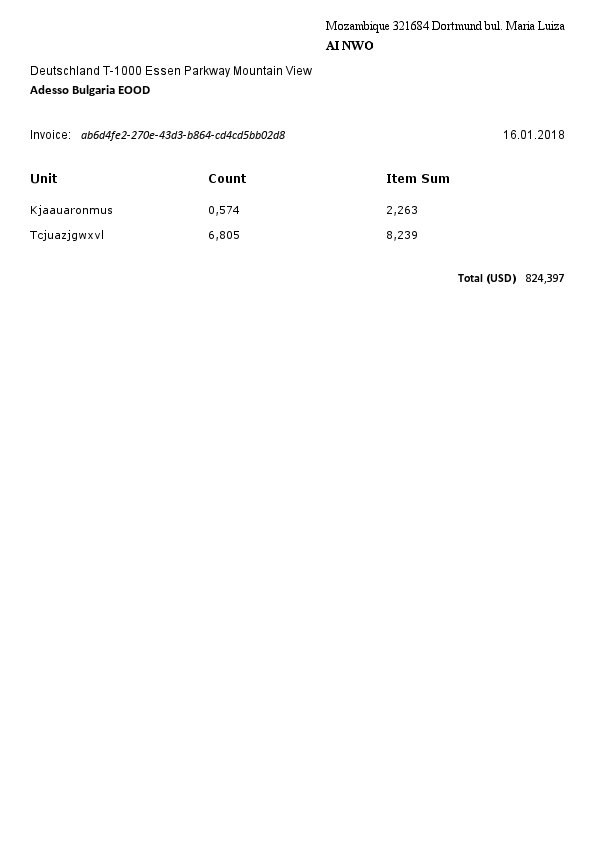 Mozambique 321684 Dortmund bul. Maria Luiza
AI NWO
Deutschland T-1000 Essen Parkway Mountain View
Adesso Bulgaria EOOD
Invoice: ab6d4fe2-270e-43d3-b864-cd4cd5bb02d8 16.01.2018
Unit Count Item Sum
Kjaauaronmus 0,574 2,263
Tcjuazjgwxvl 6,805 8,239
Total (USD) 824,397